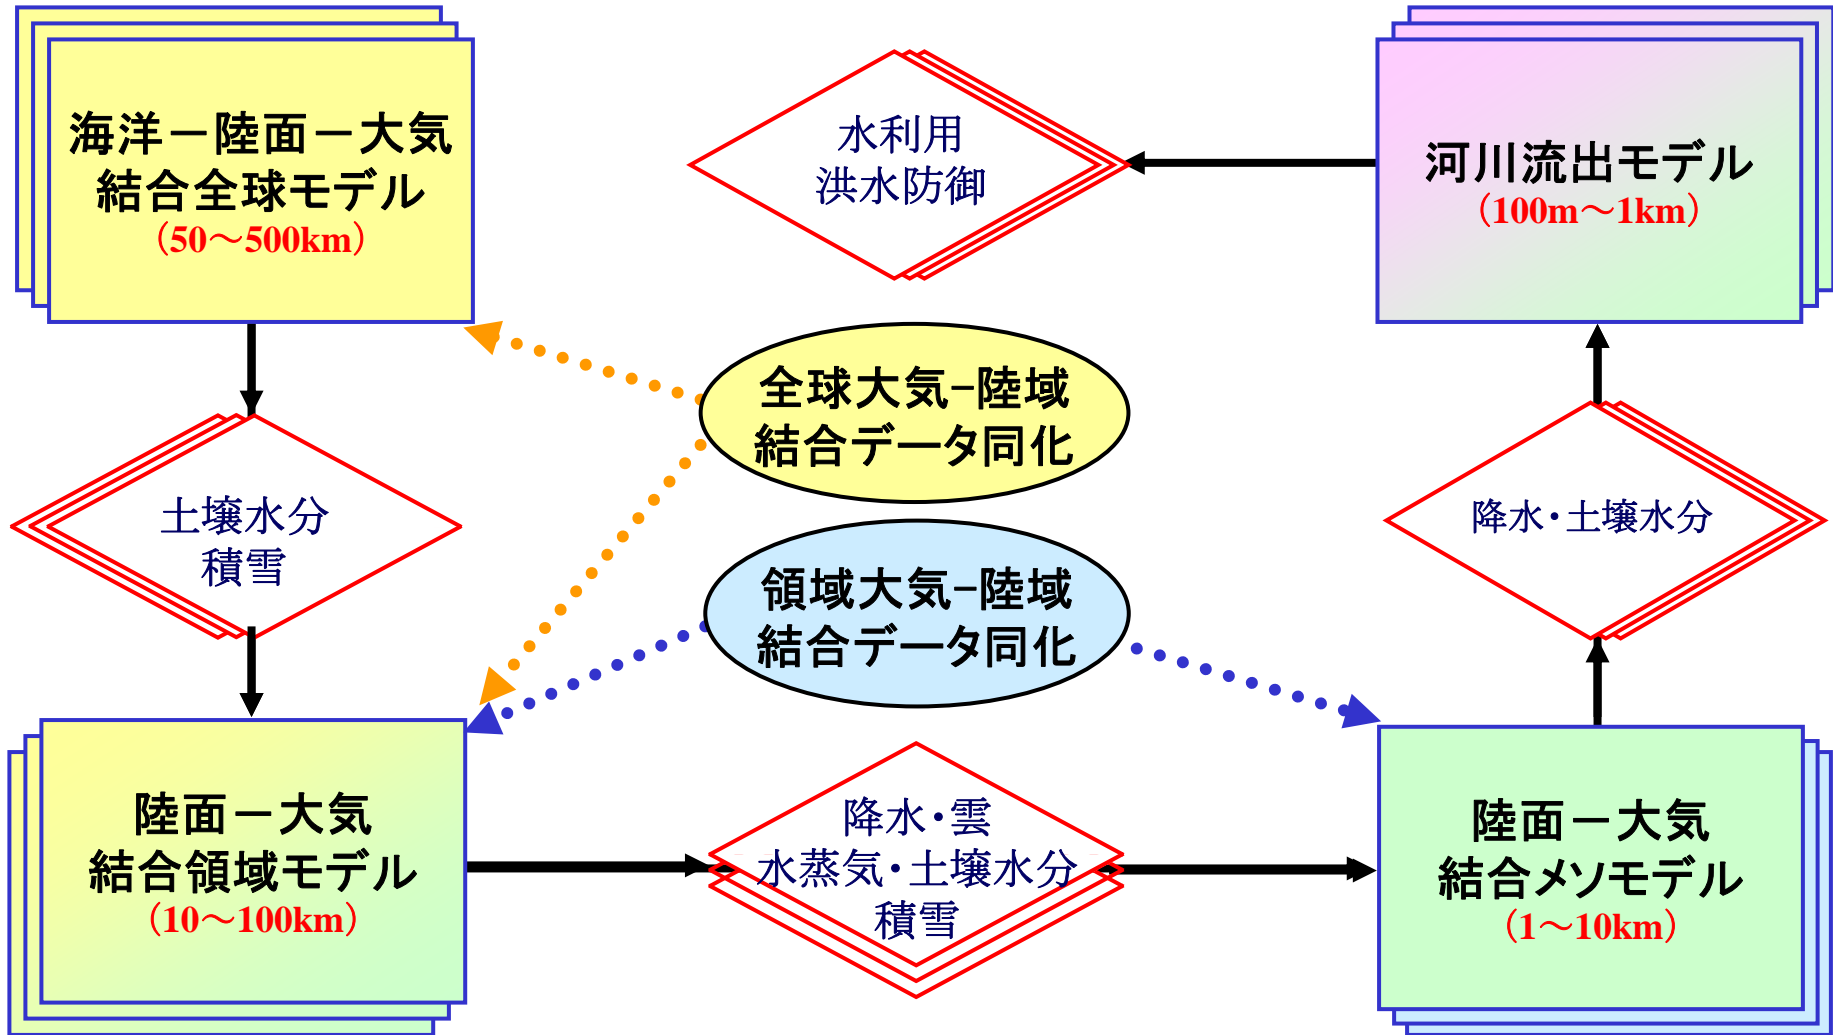 海洋－陸面－大気
結合全球モデル
（50～500km）
水利用
洪水防御
河川流出モデル
（100m～1km）
全球大気−陸域
結合データ同化
土壌水分
積雪
降水・土壌水分
領域大気−陸域
結合データ同化
陸面－大気
結合領域モデル
（10～100km）
降水・雲
水蒸気・土壌水分
積雪
陸面－大気
結合メソモデル
（1～10km）